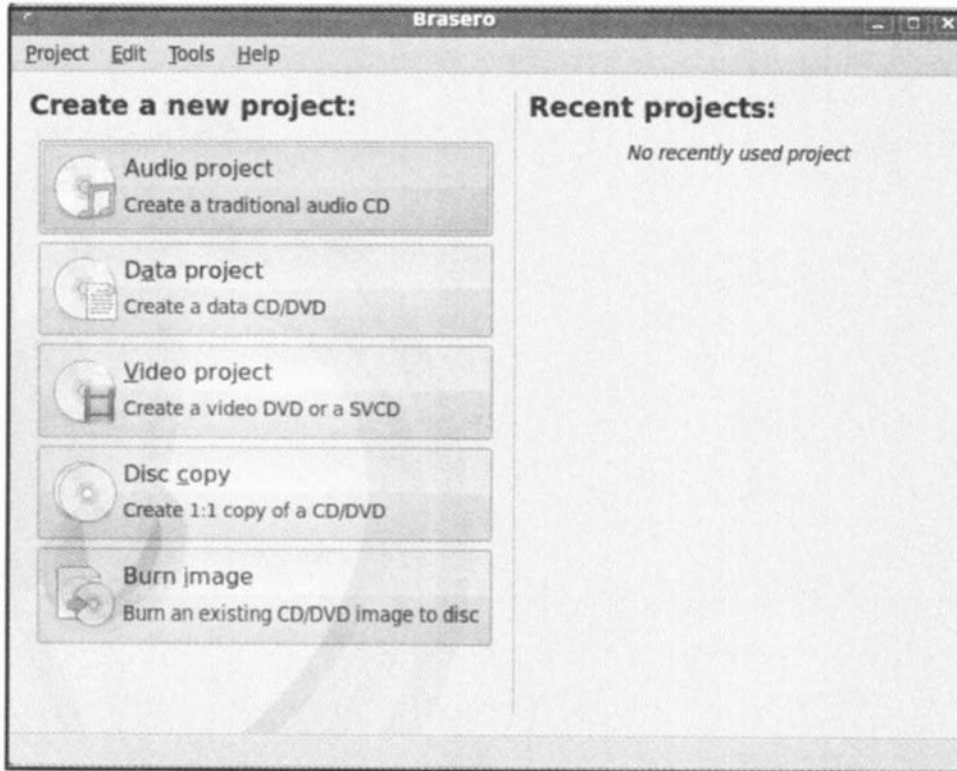 Brasero
Project Edit Tools Help
Create a new project:
Audio project
Create a traditional audio CD
Data project
Create a data CD/DVD
Video project
Create a video DVD or a SVCD
Disc copy
Create 1:1 copy of a CD/DVD
Burn image
Burn an existing CD/DVD image to disc
Recent projects:
No recently used project